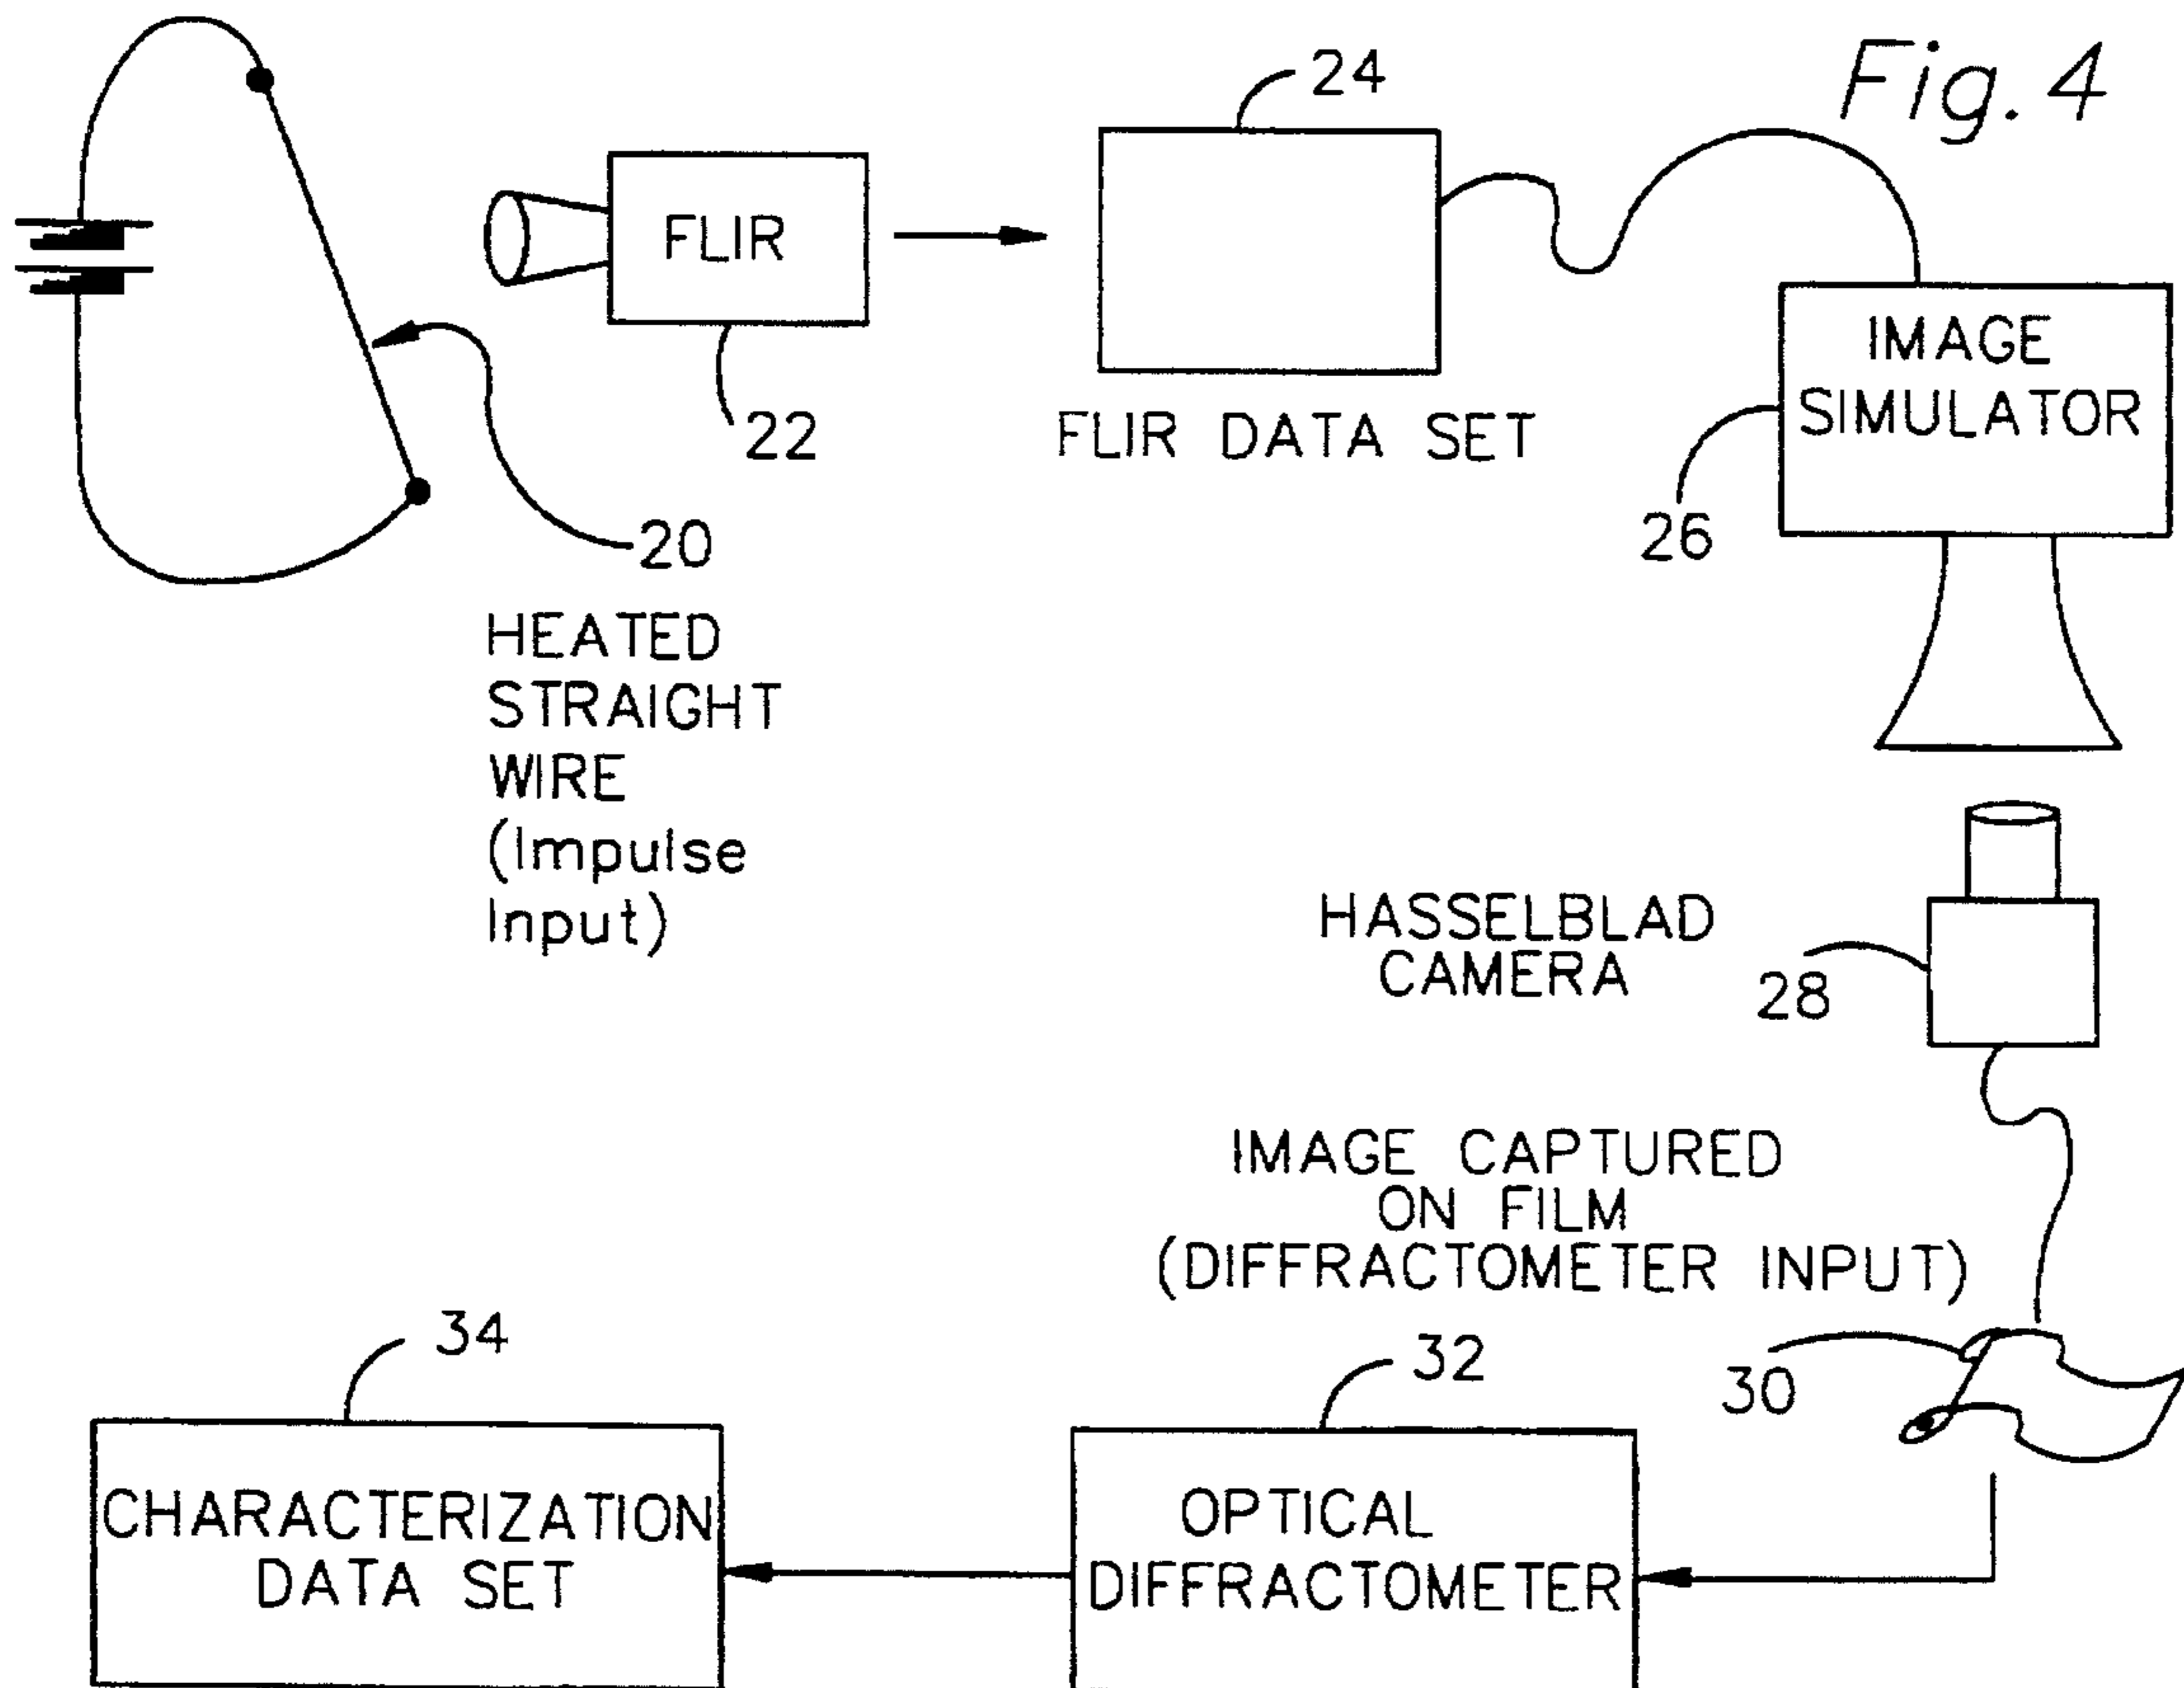 Fig. 4
24
FLIR
22
FLIR DATA SET
IMAGE
SIMULATOR
26
20
HEATED
STRAIGHT
WIRE
(Impulse
Input)
HASSELBLAD
CAMERA
28
IMAGE CAPTURED
ON FILM
(DIFFRACTOMETER INPUT)
30
34
32
CHARACTERIZATION
DATA SET
OPTICAL
DIFFRACTOMETER